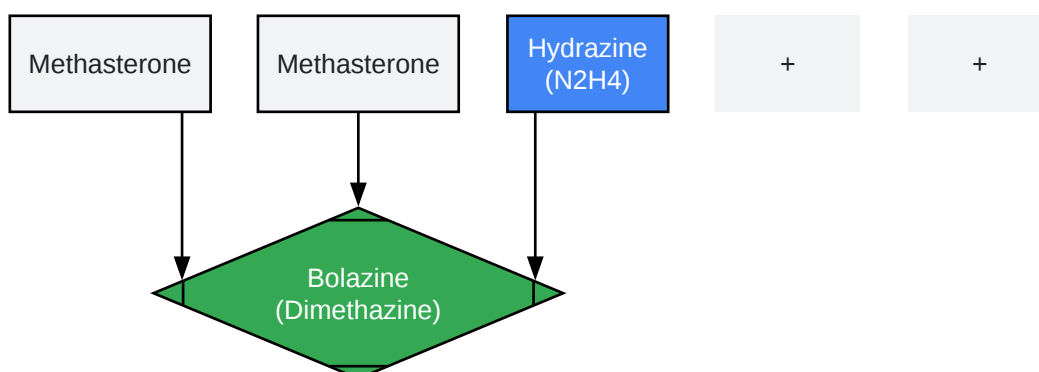 Methasterone
Methasterone
Hydrazine
(N2H4)
+
+
Bolazine
(Dimethazine)